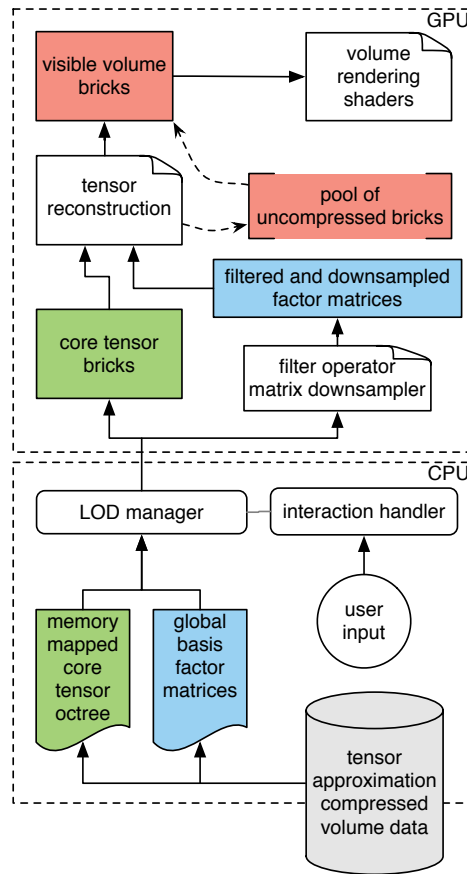 GPU
visible volume
bricks
volume
rendering
shaders
tensor
reconstruction
pool of
uncompressed bricks
filtered and downsampled
factor matrices
core tensor
bricks
filter operator
matrix downsampler
CPU
LOD manager
interaction handler
memory
mapped
core
tensor
octree
global
basis
factor
matrices
user
input
tensor
approximation
compressed
volume data